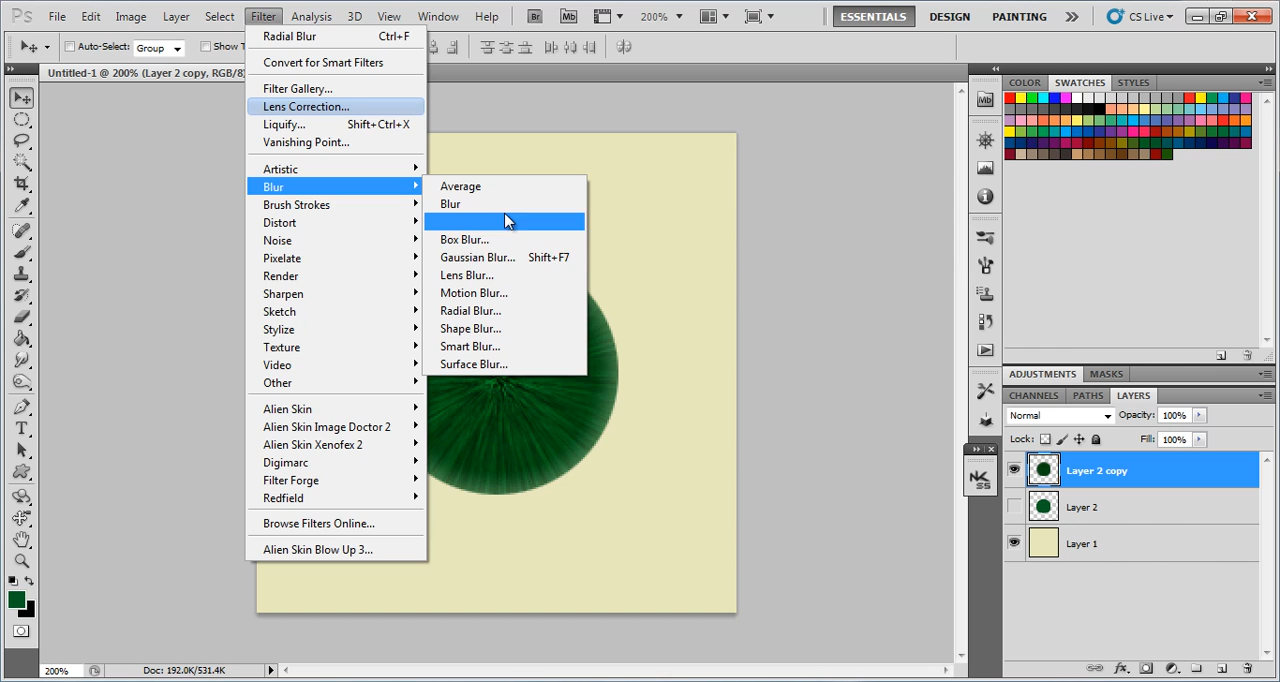 Ps File Edit Image Layer Select Filter Analysis 3D View Window Help Br Mb 200% ESSENTIALS DESIGN PAINTING CS Live
Auto-Select: Group Show T
Untitled-1 @ 200% (Layer 2 copy, RGB/8)
Radial Blur Ctrl+F
Convert for Smart Filters
Filter Gallery...
Lens Correction...
Liquify... Shift+Ctrl+X
Vanishing Point...
Artistic
Blur
Brush Strokes
Distort
Noise
Pixelate
Render
Sharpen
Sketch
Stylize
Texture
Video
Other
Alien Skin
Alien Skin Image Doctor 2
Alien Skin Xenofex 2
Digimarc
Filter Forge
Redfield
Browse Filters Online...
Alien Skin Blow Up 3...
Average
Blur
Box Blur...
Gaussian Blur... Shift+F7
Lens Blur...
Motion Blur...
Radial Blur...
Shape Blur...
Smart Blur...
Surface Blur...
Mb
COLOR SWATCHES STYLES
ADJUSTMENTS MASKS
CHANNELS PATHS LAYERS
Normal Opacity: 100%
Lock: Fill: 100%
Layer 2 copy
Layer 2
Layer 1
200% Doc: 192.0K/531.4K